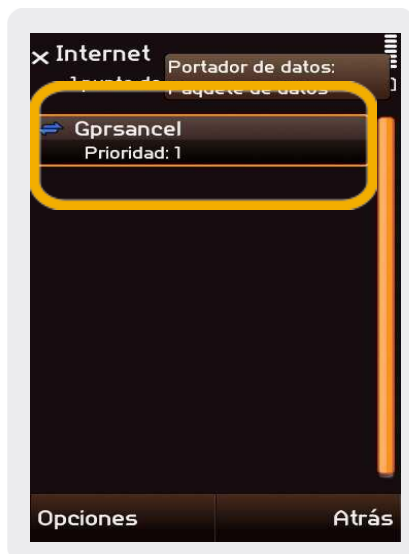 Internet
Portador de datos:
Paquete de datos
Gprsancel
Prioridad: 1
Opciones
Atrás